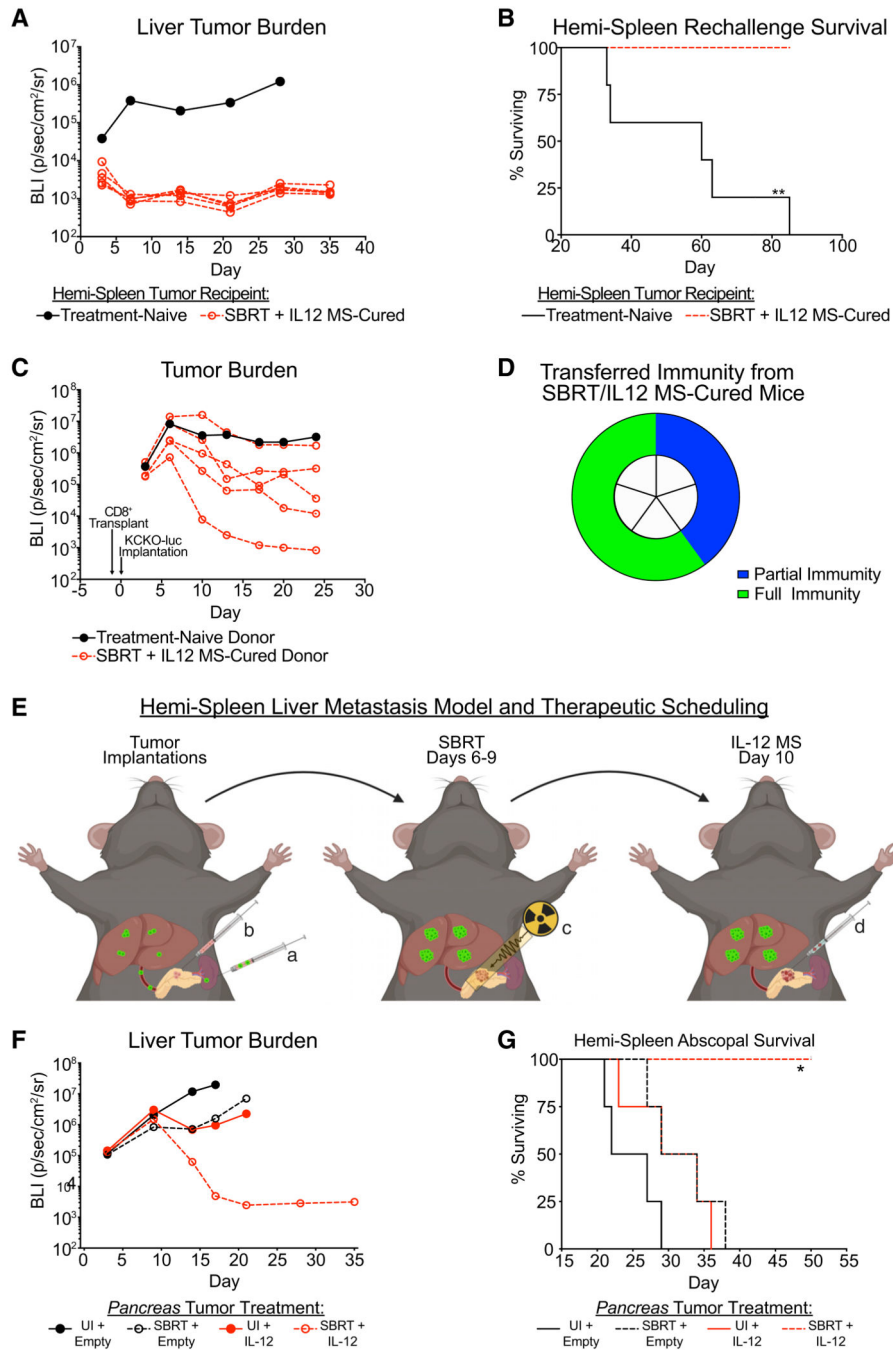 A
Liver Tumor Burden
BLI (p/sec/cm²/sr)
10⁷
10⁶
10⁵
10⁴
10³
10²
0 5 10 15 20 25 30 35 40
Day
Hemi-Spleen Tumor Recipeint:
Treatment-Naive SBRT + IL12 MS-Cured
B
Hemi-Spleen Rechallenge Survival
% Surviving
100
75
50
25
0
**
20 40 60 80 100
Day
Hemi-Spleen Tumor Recipeint:
Treatment-Naive SBRT + IL12 MS-Cured
C
Tumor Burden
BLI (p/sec/cm²/sr)
10⁸
10⁷
10⁶
10⁵
10⁴
10³
10²
CD8⁺
Transplant
KCKO-luc
Implantation
-5 0 5 10 15 20 25 30
Day
Treatment-Naive Donor
SBRT + IL12 MS-Cured Donor
D
Transferred Immunity from
SBRT/IL12 MS-Cured Mice
Partial Immumity
Full Immunity
E
Hemi-Spleen Liver Metastasis Model and Therapeutic Scheduling
Tumor
Implantations
SBRT
Days 6-9
IL-12 MS
Day 10
b
a
c
d
F
Liver Tumor Burden
BLI (p/sec/cm²/sr)
10⁸
10⁷
10⁶
10⁵
4
10³
10²
0 5 10 15 20 25 30 35
Day
Pancreas Tumor Treatment:
UI + SBRT + UI + SBRT +
Empty Empty IL-12 IL-12
G
Hemi-Spleen Abscopal Survival
% Surviving
100
75
50
25
0
*
15 21 25 29 33 37 41 45 49 55
Day
Pancreas Tumor Treatment:
UI + SBRT + UI + SBRT +
Empty Empty IL-12 IL-12